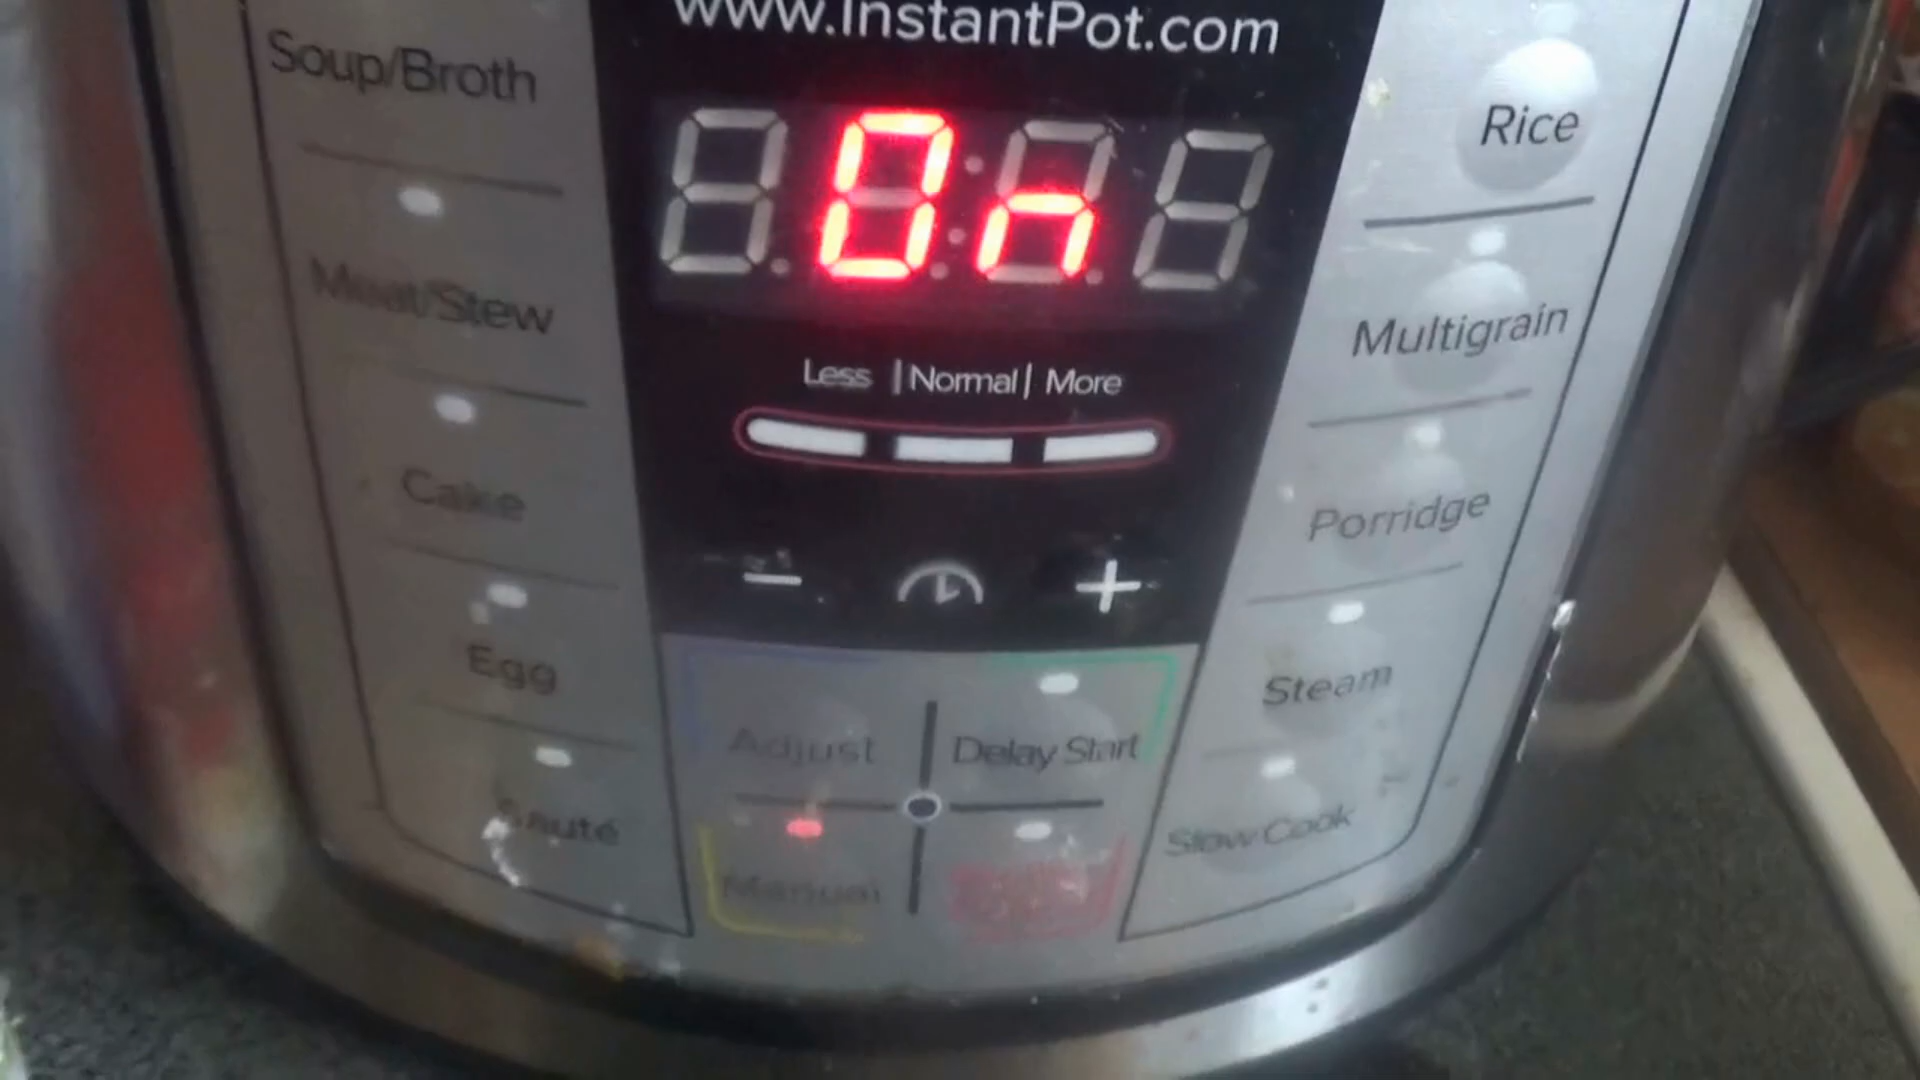 www.InstantPot.com
Soup/Broth
On
Rice
Meat/Stew
Less | Normal | More
Multigrain
Cake
Porridge
- +
Egg
Steam
Adjust
Delay Start
Sauté
Manual
Slow Cook